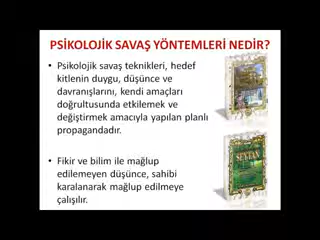 PSİKOLOJİK SAVAŞ YÖNTEMLERİ NEDİR?
• Psikolojik savaş teknikleri, hedef
kitlenin duygu, düşünce ve
davranışlarını, kendi amaçları
doğrultusunda etkilemek ve
değiştirmek amacıyla yapılan planlı
propagandadır.
• Fikir ve bilim ile mağlup
edilemeyen düşünce, sahibi
karalanarak mağlup edilmeye
çalışılır.
ŞEYTAN